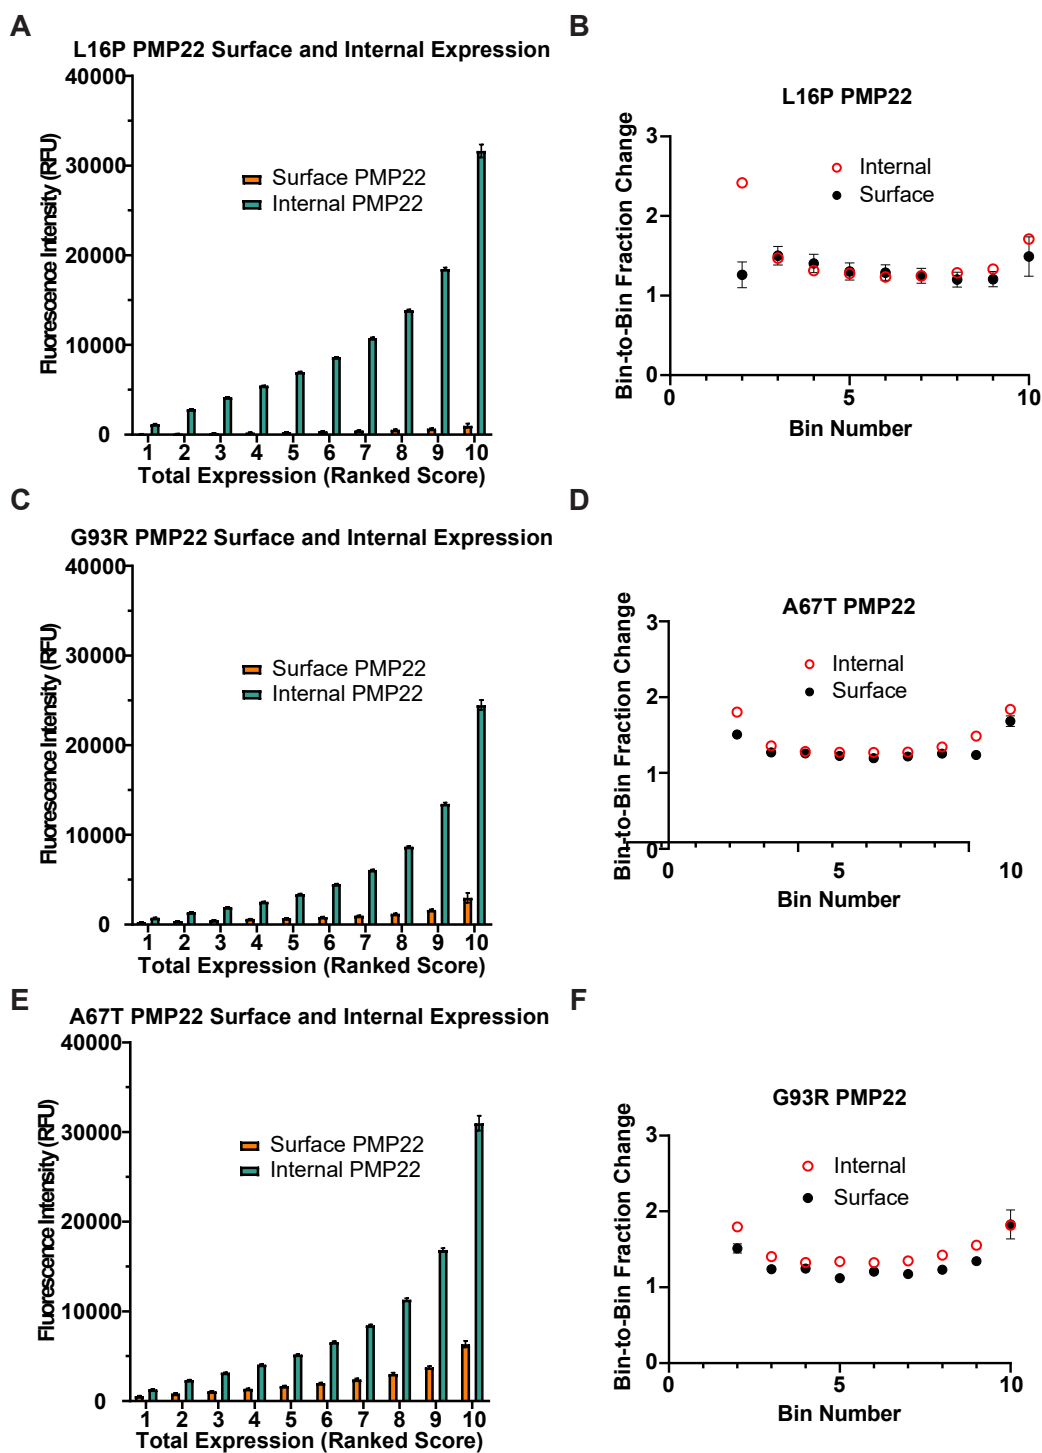 A
L16P PMP22 Surface and Internal Expression
40000
30000
20000
10000
0
Fluorescence Intensity (RFU)
Surface PMP22
Internal PMP22
1 2 3 4 5 6 7 8 9 10
Total Expression (Ranked Score)
B
L16P PMP22
3
2
1
0
Bin-to-Bin Fraction Change
Internal
Surface
0 5 10
Bin Number
C
G93R PMP22 Surface and Internal Expression
40000
30000
20000
10000
0
Fluorescence Intensity (RFU)
Surface PMP22
Internal PMP22
1 2 3 4 5 6 7 8 9 10
Total Expression (Ranked Score)
D
A67T PMP22
3
2
1
0
Bin-to-Bin Fraction Change
Internal
Surface
0 5 10
Bin Number
E
A67T PMP22 Surface and Internal Expression
40000
30000
20000
10000
0
Fluorescence Intensity (RFU)
Surface PMP22
Internal PMP22
1 2 3 4 5 6 7 8 9 10
Total Expression (Ranked Score)
F
G93R PMP22
3
2
1
0
Bin-to-Bin Fraction Change
Internal
Surface
0 5 10
Bin Number